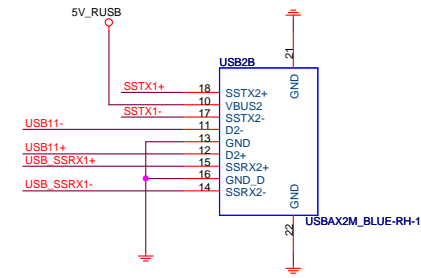 5V_RUSB
USB2B
21
GND
SSTX1+ 18 SSTX2+
10 VBUS2
SSTX1- 17 SSTX2-
USB11- 11 D2-
13 GND
USB11+ 12 D2+
USB_SSRX1+ 15 SSRX2+
16 GND_D
USB_SSRX1- 14 SSRX2-
GND
22
USBAX2M_BLUE-RH-1